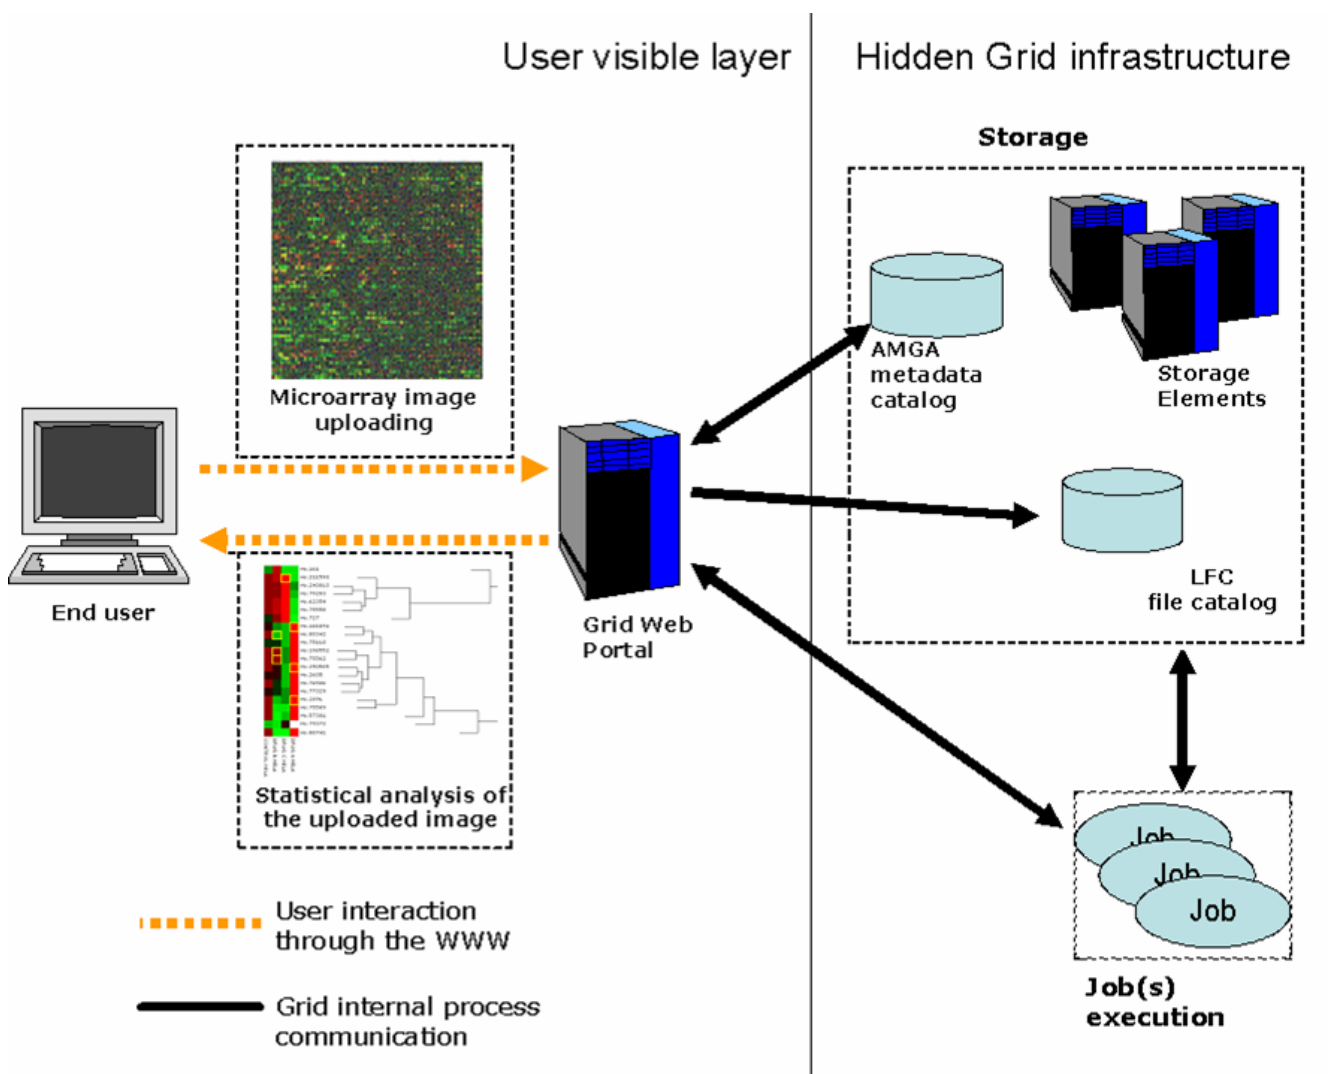 User visible layer
Hidden Grid infrastructure
Storage
Microarray image
uploading
AMGA
metadata
catalog
Storage
Elements
End user
Grid Web
Portal
LFC
file catalog
Statistical analysis of
the uploaded image
Job
Job
Job
Job(s)
execution
User interaction
through the WWW
Grid internal process
communication